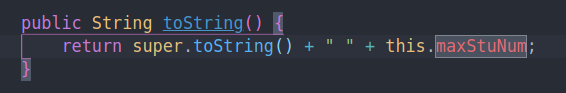 public String toString() {
    return super.toString() + " " + this.maxStuNum;
}